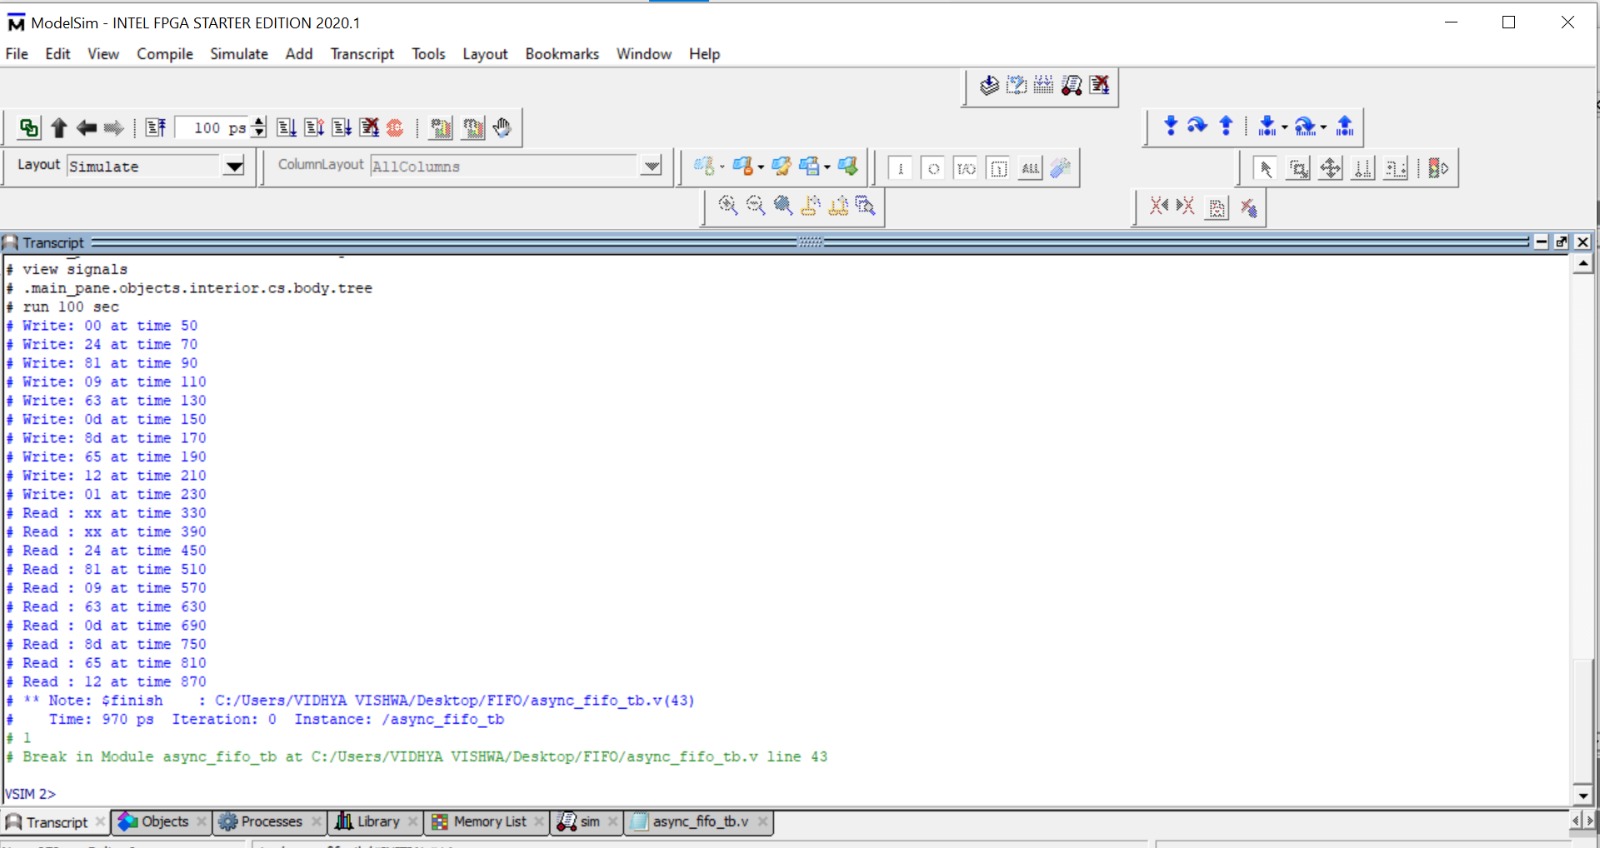 ModelSim - INTEL FPGA STARTER EDITION 2020.1
File Edit View Compile Simulate Add Transcript Tools Layout Bookmarks Window Help
100 ps
Layout Simulate ColumnLayout AllColumns
ALL
Transcript
# view signals
# .main_pane.objects.interior.cs.body.tree
# run 100 sec
# Write: 00 at time 50
# Write: 24 at time 70
# Write: 81 at time 90
# Write: 09 at time 110
# Write: 63 at time 130
# Write: 0d at time 150
# Write: 8d at time 170
# Write: 65 at time 190
# Write: 12 at time 210
# Write: 01 at time 230
# Read : xx at time 330
# Read : xx at time 390
# Read : 24 at time 450
# Read : 81 at time 510
# Read : 09 at time 570
# Read : 63 at time 630
# Read : 0d at time 690
# Read : 8d at time 750
# Read : 65 at time 810
# Read : 12 at time 870
# ** Note: $finish    : C:/Users/VIDHYA VISHWA/Desktop/FIFO/async_fifo_tb.v(43)
#    Time: 970 ps  Iteration: 0  Instance: /async_fifo_tb
# 1
# Break in Module async_fifo_tb at C:/Users/VIDHYA VISHWA/Desktop/FIFO/async_fifo_tb.v line 43
VSIM 2>
Transcript Objects Processes Library Memory List sim async_fifo_tb.v